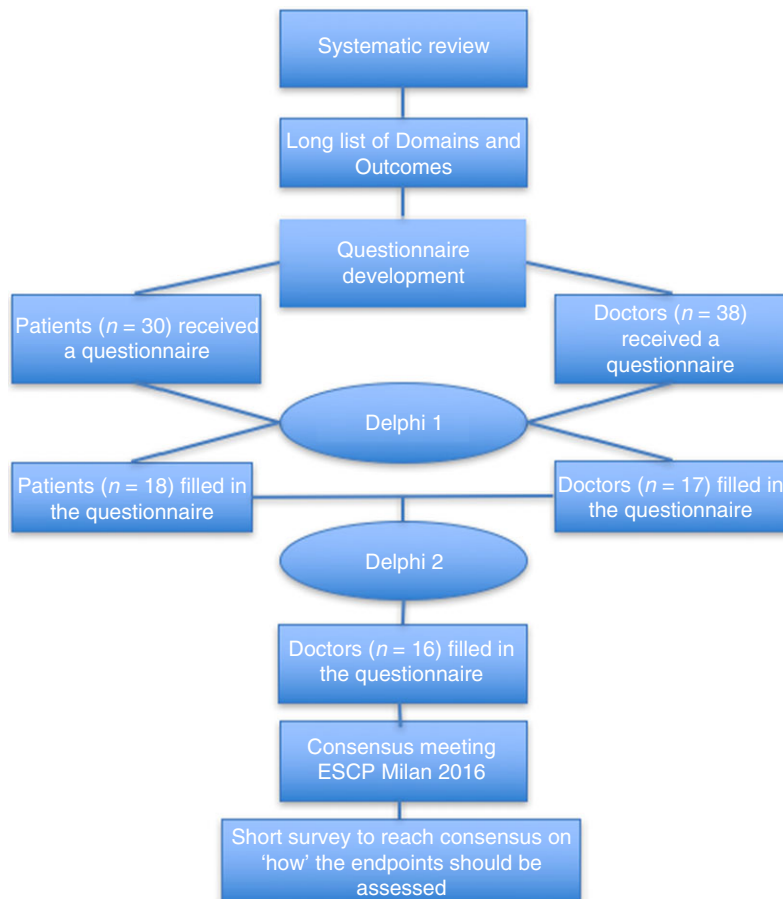 Systematic review
Long list of Domains and
Outcomes
Questionnaire
development
Patients (n = 30) received
a questionnaire
Doctors (n = 38)
received a
questionnaire
Delphi 1
Patients (n = 18) filled in
the questionnaire
Doctors (n = 17) filled in
the questionnaire
Delphi 2
Doctors (n = 16) filled in
the questionnaire
Consensus meeting
ESCP Milan 2016
Short survey to reach consensus on
‘how’ the endpoints should be
assessed